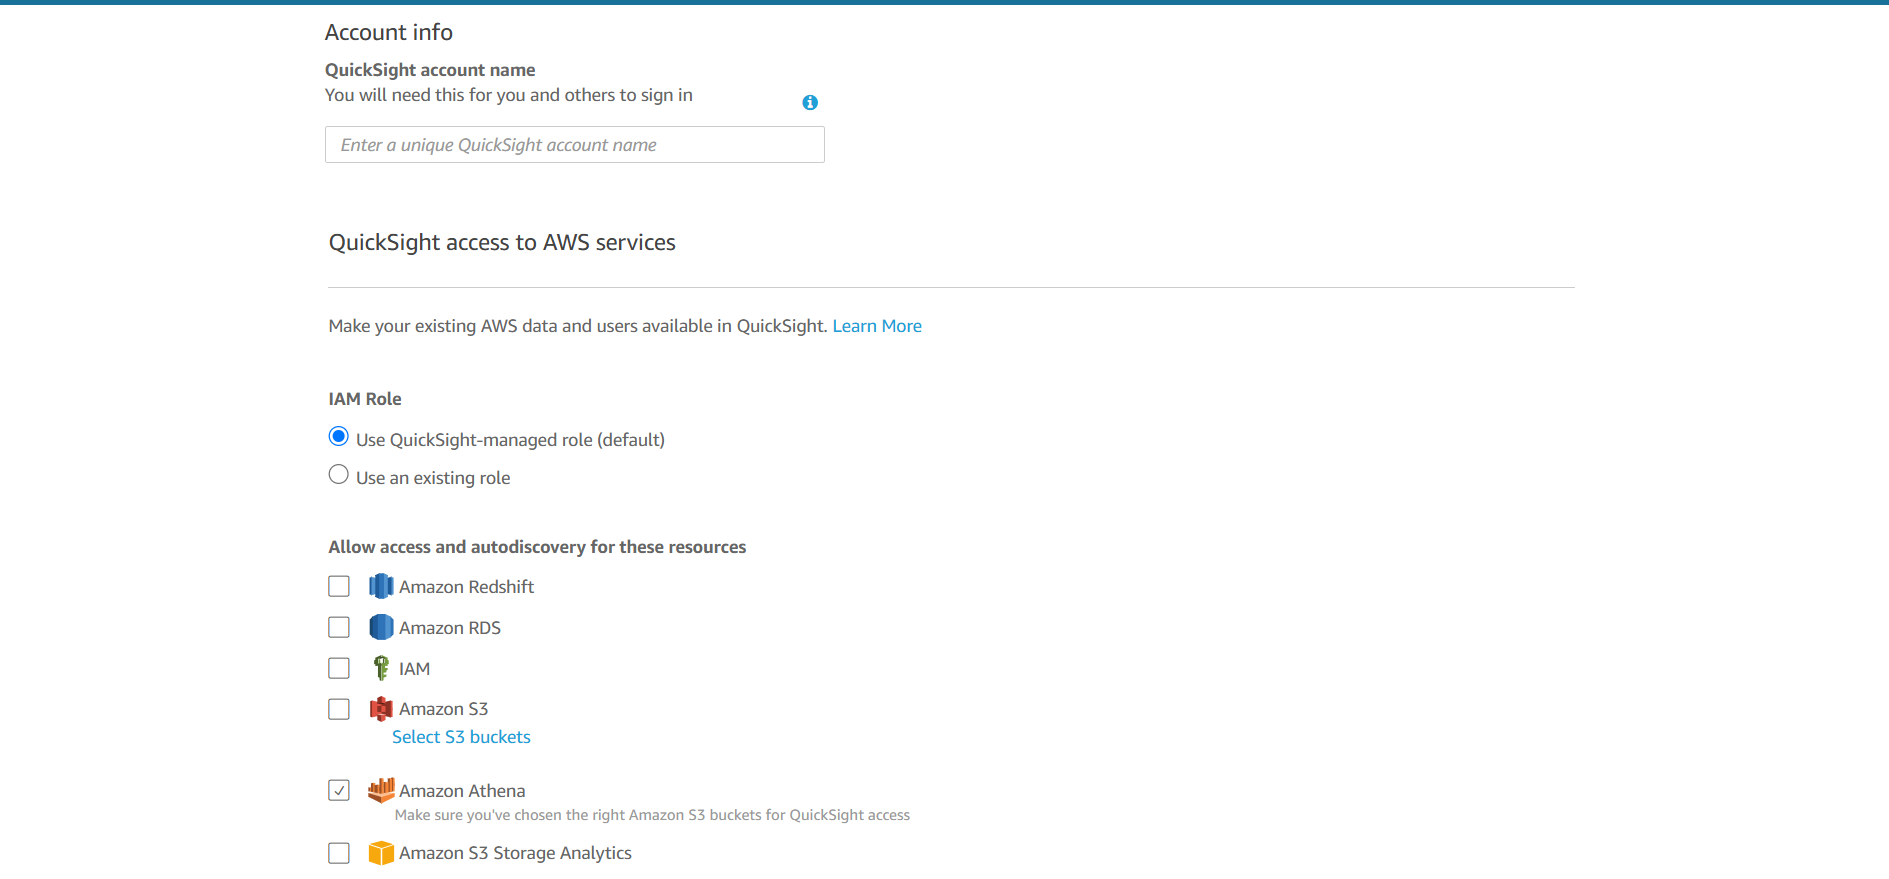 Account info
QuickSight account name
You will need this for you and others to sign in
Enter a unique QuickSight account name
QuickSight access to AWS services
Make your existing AWS data and users available in QuickSight. Learn More
IAM Role
Use QuickSight-managed role (default)
Use an existing role
Allow access and autodiscovery for these resources
Amazon Redshift
Amazon RDS
IAM
Amazon S3
Select S3 buckets
Amazon Athena
Make sure you've chosen the right Amazon S3 buckets for QuickSight access
Amazon S3 Storage Analytics